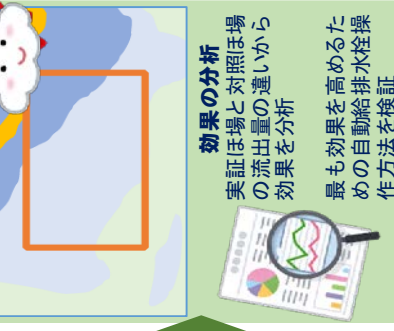 効果の分析
実証ほ場と対照ほ場
の流出量の違いから
効果を分析
最も効果を高めるた
めの自動給排水栓操
作方法を検証